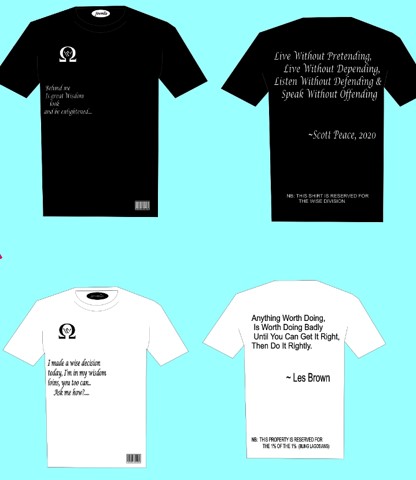 Behind me
Is great Wisdom
look
and be enlightened...
Live Without Pretending,
Live Without Depending,
Listen Without Defending &
Speak Without Offending
~Scott Peace, 2020
NB: THIS SHIRT IS RESERVED FOR
THE WISE DIVISION
I made a wise decision
today, I'm in my wisdom
loins, you too can..
Ask me how?....
Anything Worth Doing,
Is Worth Doing Badly
Until You Can Get It Right,
Then Do It Rightly.
~ Les Brown
NB: THIS PROPERTY IS RESERVED FOR
THE 1% OF THE 1%